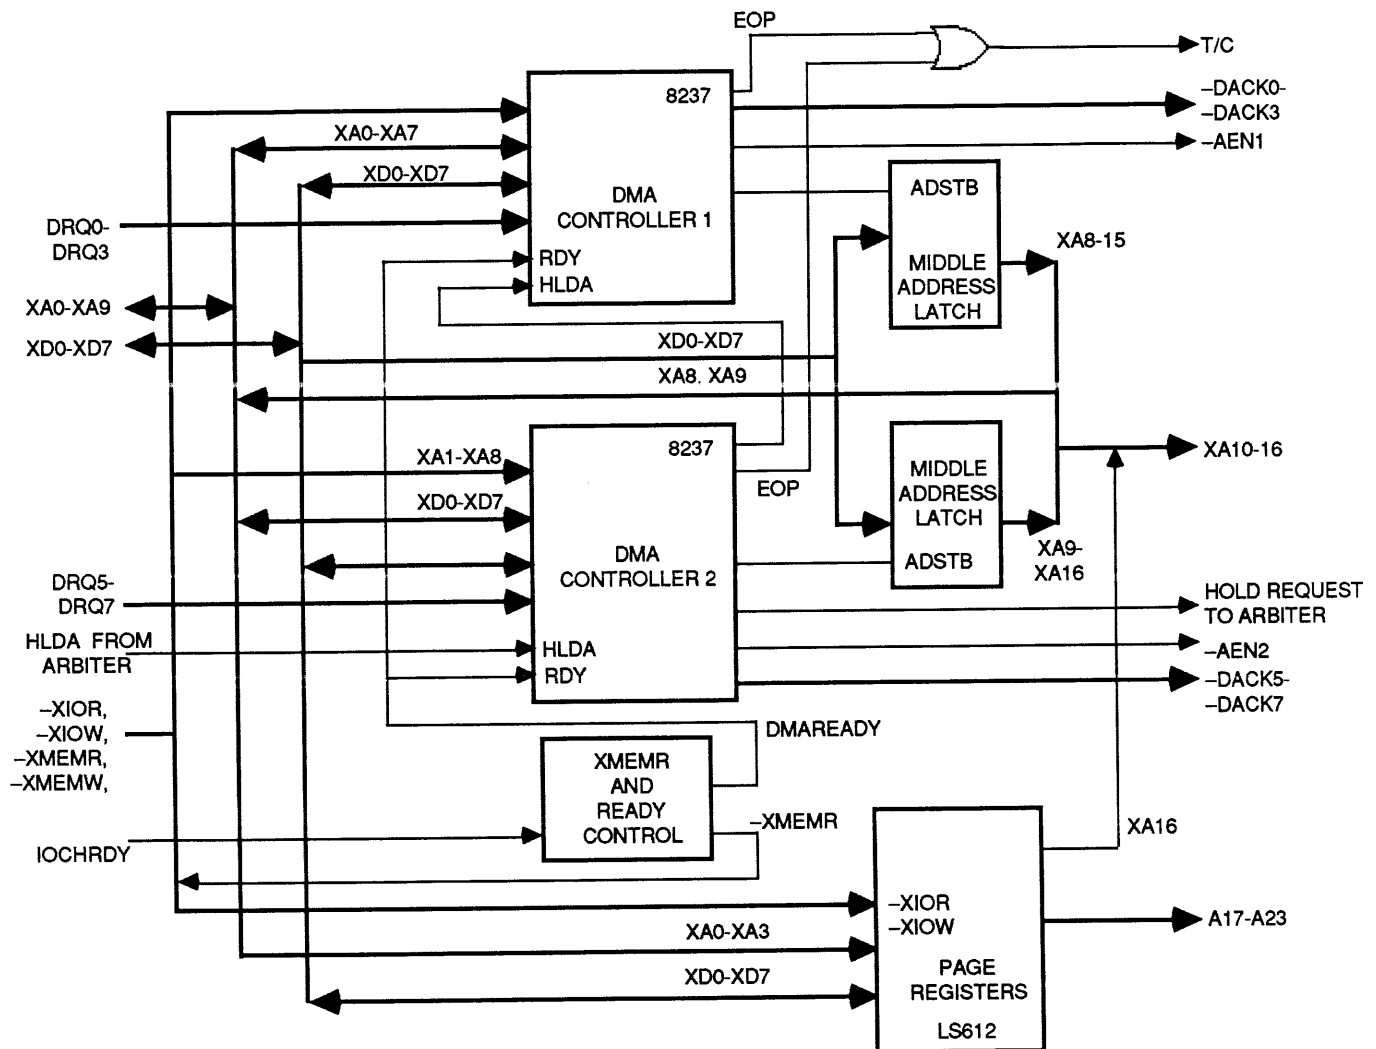 EOP
T/C
8237
–DACK0-
–DACK3
XA0-XA7
–AEN1
XD0-XD7
ADSTB
DMA
CONTROLLER 1
DRQ0-
DRQ3
XA8-15
RDY
MIDDLE
ADDRESS
LATCH
HLDA
XA0-XA9
XD0-XD7
XD0-XD7
XA8. XA9
8237
XA1-XA8
XA10-16
MIDDLE
ADDRESS
LATCH
EOP
XD0-XD7
XA9-
XA16
DMA
CONTROLLER 2
ADSTB
DRQ5-
DRQ7
HOLD REQUEST
TO ARBITER
HLDA FROM
ARBITER
HLDA
–AEN2
RDY
–DACK5-
–DACK7
–XIOR,
–XIOW,
–XMEMR,
–XMEMW,
DMAREADY
XMEMR
AND
READY
CONTROL
–XMEMR
XA16
IOCHRDY
–XIOR
–XIOW
A17-A23
XA0-XA3
XD0-XD7
PAGE
REGISTERS
LS612